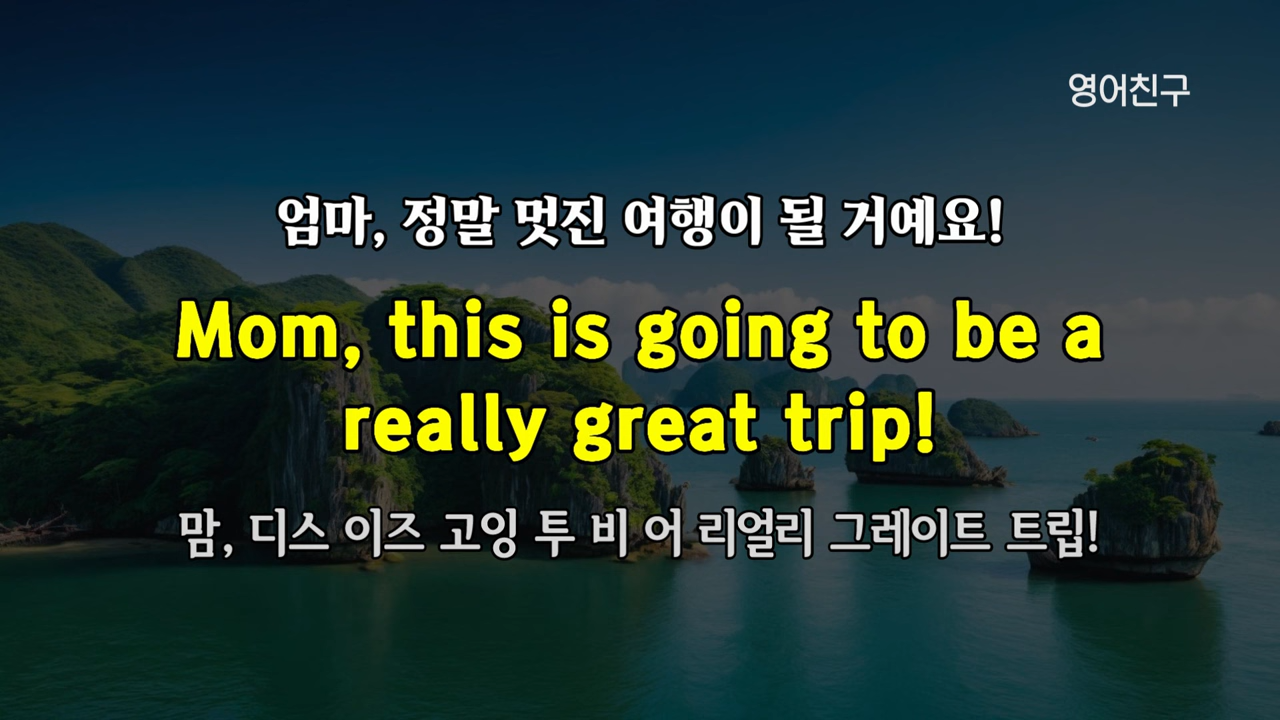 영어친구
엄마, 정말 멋진 여행이 될 거예요!
Mom, this is going to be a
really great trip!
맘, 디스 이즈 고잉 투 비 어 리얼리 그레이트 트립!